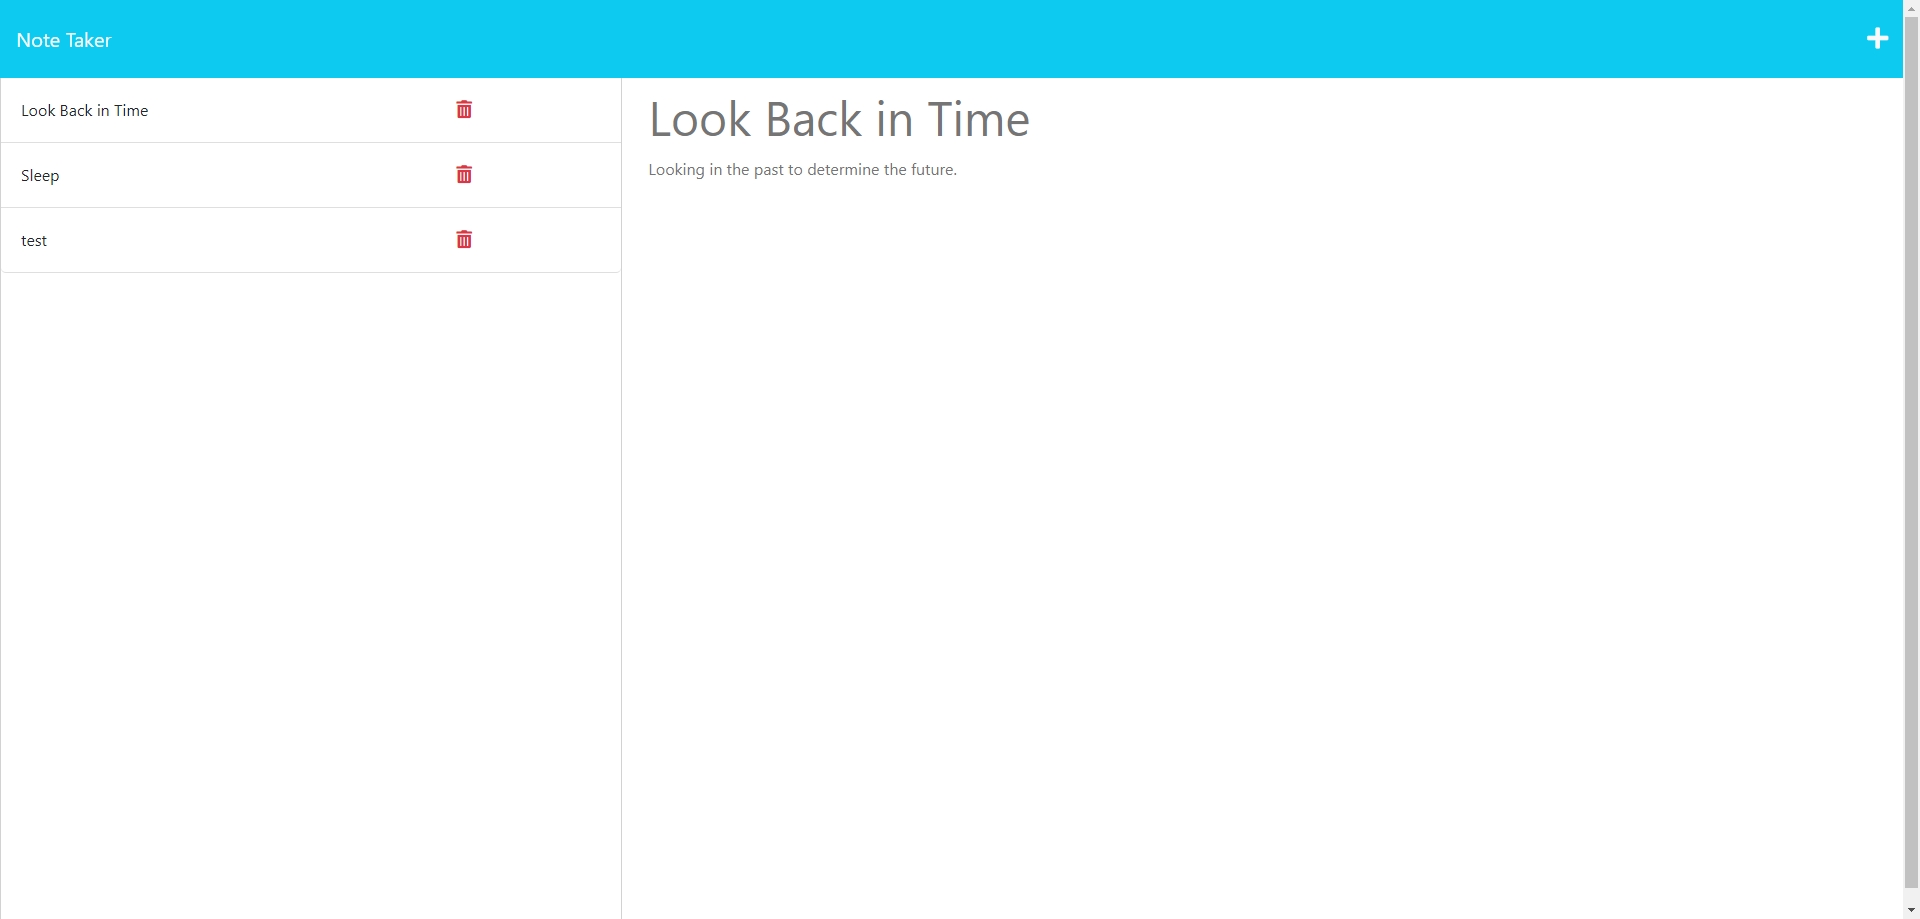 Note Taker
Look Back in Time
Sleep
test
Look Back in Time
Looking in the past to determine the future.